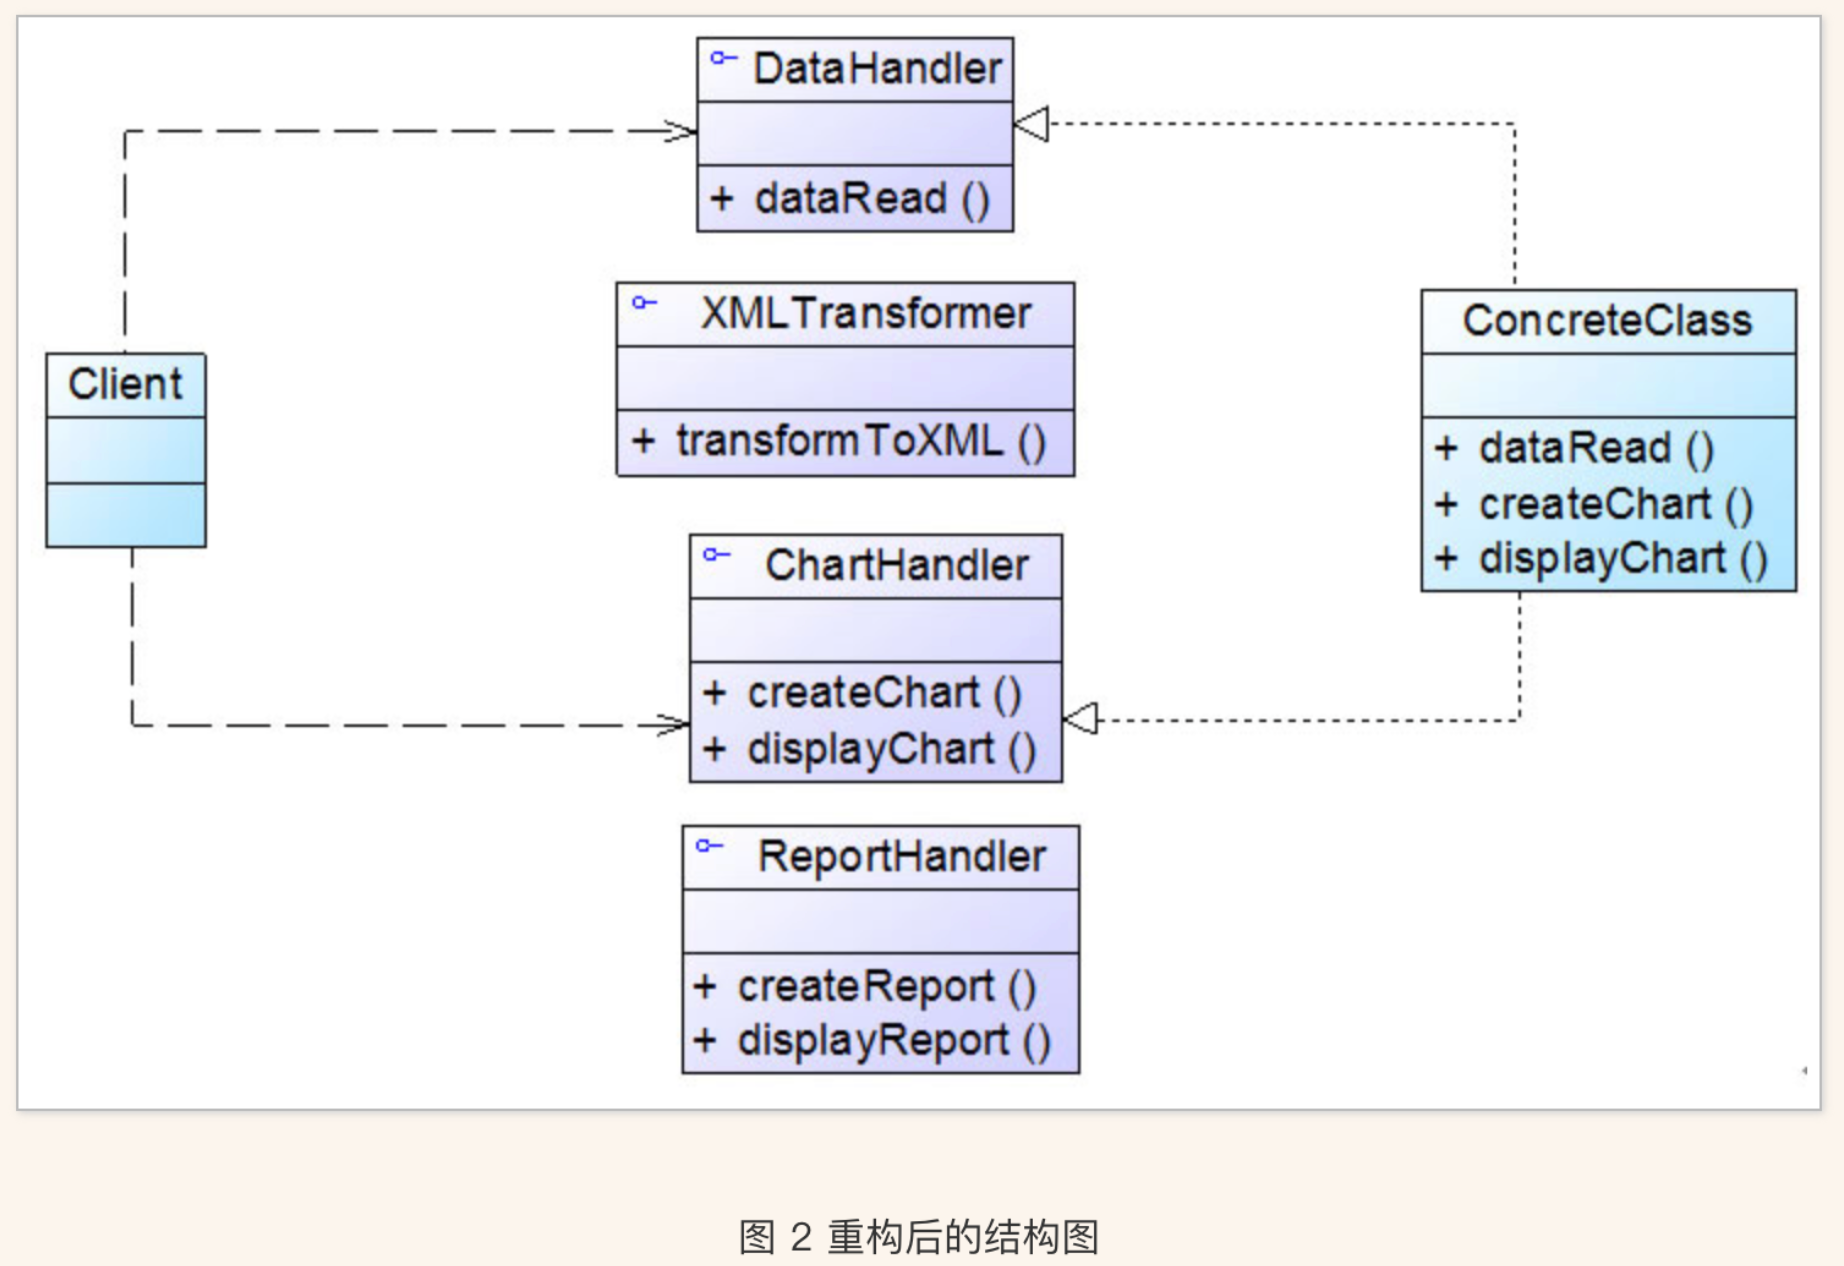 DataHandler
+ dataRead ()
XMLTransformer
+ transformToXML ()
Client
ConcreteClass
+ dataRead ()
+ createChart ()
+ displayChart ()
ChartHandler
+ createChart ()
+ displayChart ()
ReportHandler
+ createReport ()
+ displayReport ()
图 2 重构后的结构图